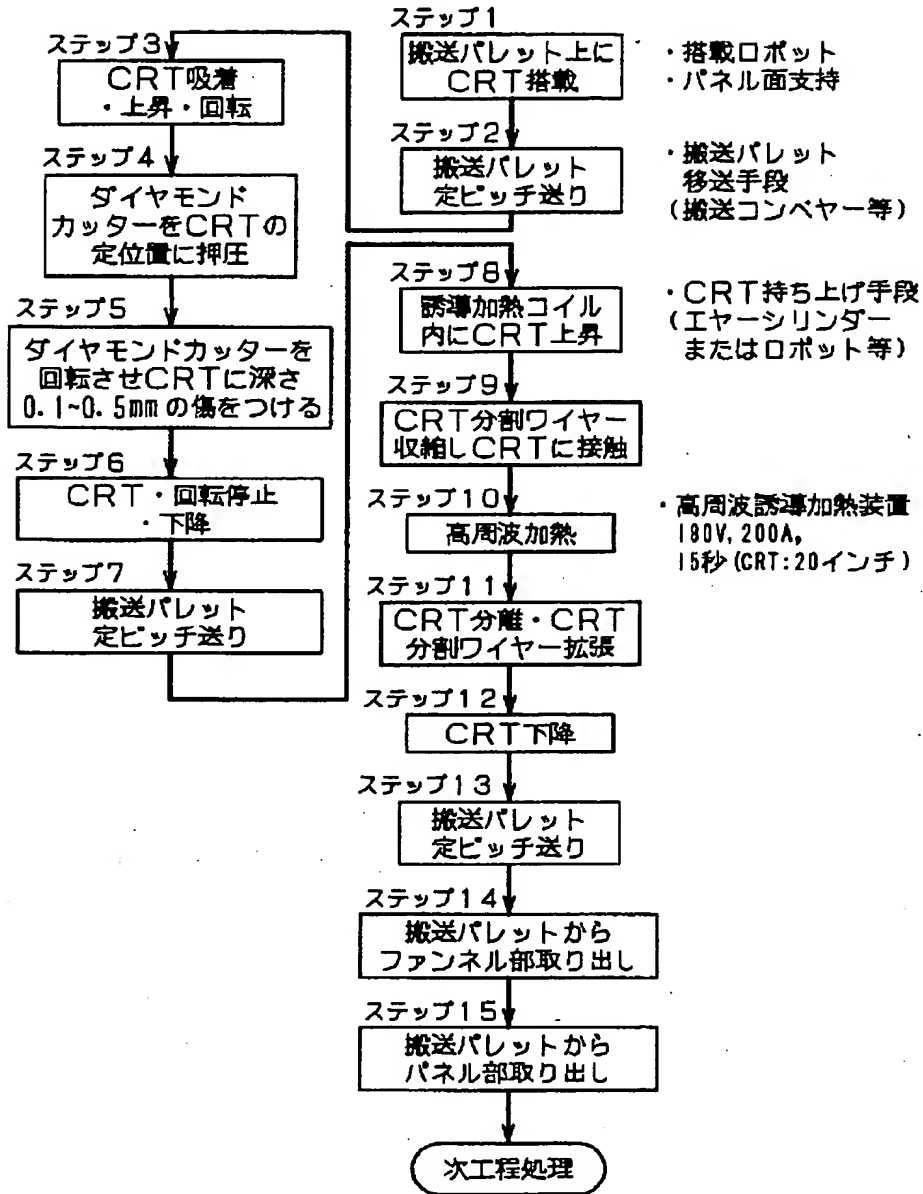 ステップ1
搬送パレット上に
CRT搭載
・搭載ロボット
・パネル面支持
ステップ2
搬送パレット
定ピッチ送り
・搬送パレット
移送手段
(搬送コンベヤー等)
ステップ3
CRT吸着
・上昇・回転
ステップ4
ダイヤモンド
カッターをCRTの
定位置に押圧
ステップ5
ダイヤモンドカッターを
回転させCRTに深さ
0.1~0.5mmの傷をつける
ステップ6
CRT・回転停止
・下降
ステップ7
搬送パレット
定ピッチ送り
ステップ8
誘導加熱コイル
内にCRT上昇
・CRT持ち上げ手段
(エヤーシリンダー
またはロボット等)
ステップ9
CRT分割ワイヤー
収縮しCRTに接触
ステップ10
高周波加熱
・高周波誘導加熱装置
180V,200A,
15秒(CRT:20インチ)
ステップ11
CRT分離・CRT
分割ワイヤー拡張
ステップ12
CRT下降
ステップ13
搬送パレット
定ピッチ送り
ステップ14
搬送パレットから
ファンネル部取り出し
ステップ15
搬送パレットから
パネル部取り出し
次工程処理